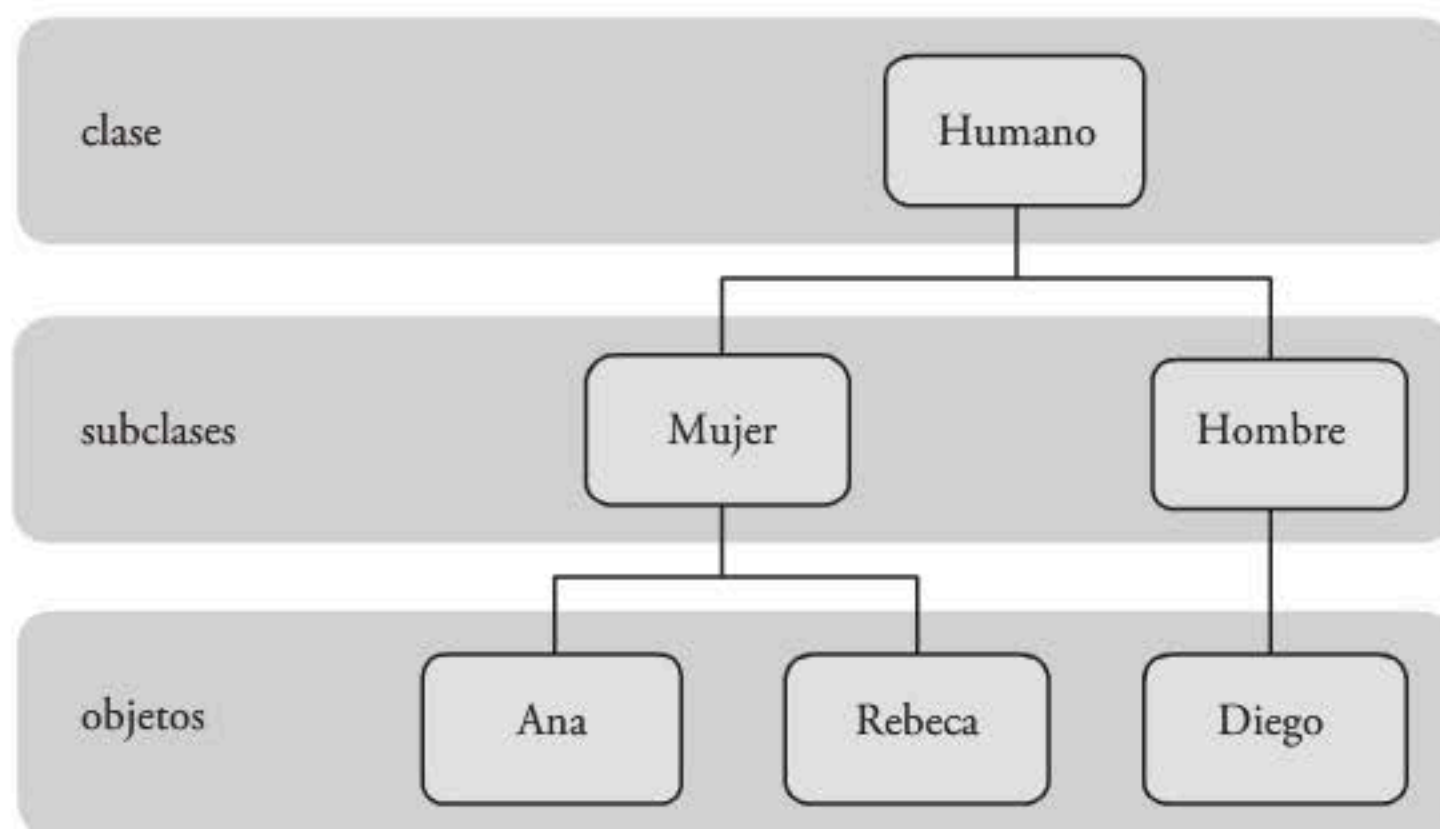 clase
Humano
subclases
Mujer
Hombre
objetos
Ana
Rebeca
Diego